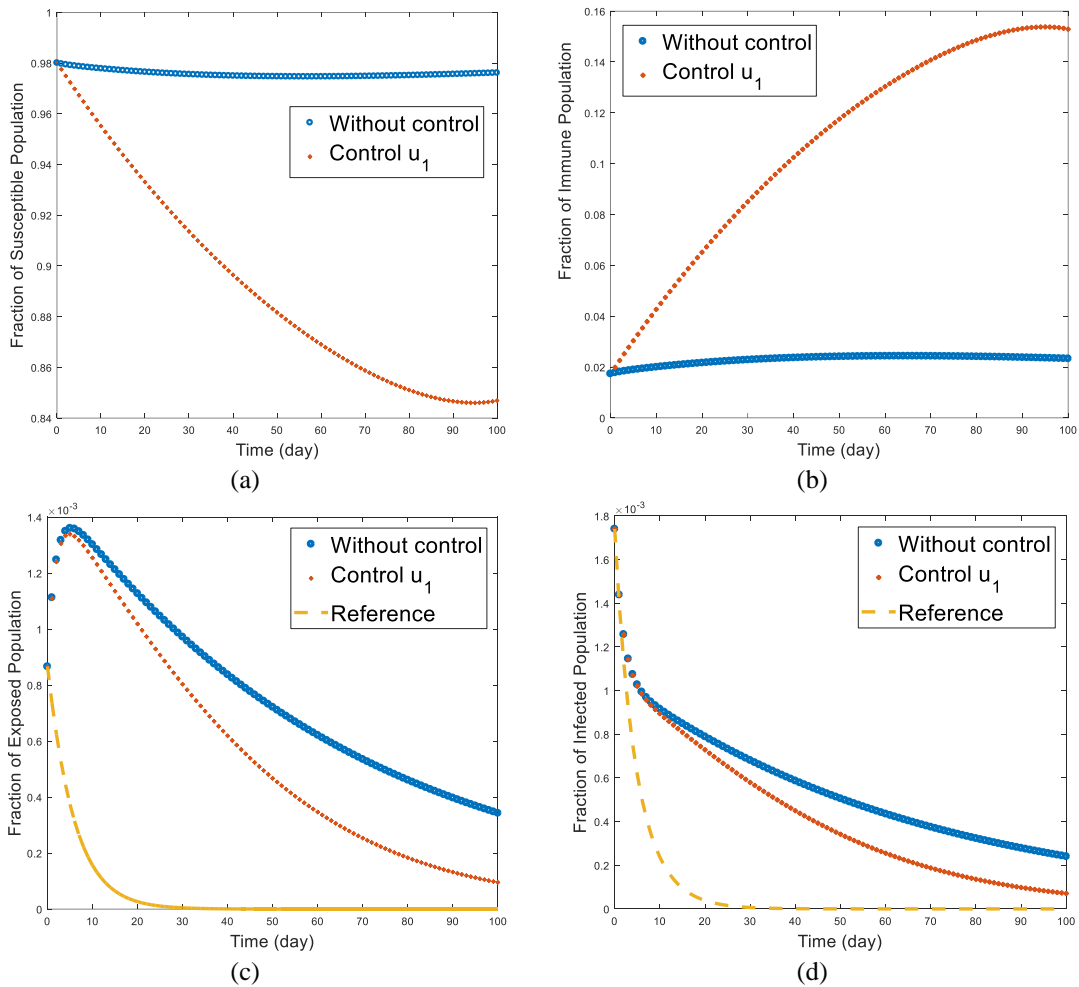 1
0.98
0.96
0.94
0.92
0.9
0.88
0.86
0.84
0 10 20 30 40 50 60 70 80 90 100
Fraction of Susceptible Population
Time (day)
Without control
Control u1
(a)
0.16
0.14
0.12
0.1
0.08
0.06
0.04
0.02
0
0 10 20 30 40 50 60 70 80 90 100
Fraction of Immune Population
Time (day)
Without control
Control u1
(b)
×10-3
1.4
1.2
1
0.8
0.6
0.4
0.2
0
0 10 20 30 40 50 60 70 80 90 100
Fraction of Exposed Population
Time (day)
Without control
Control u1
Reference
(c)
×10-3
1.8
1.6
1.4
1.2
1
0.8
0.6
0.4
0.2
0
0 10 20 30 40 50 60 70 80 90 100
Fraction of Infected Population
Time (day)
Without control
Control u1
Reference
(d)